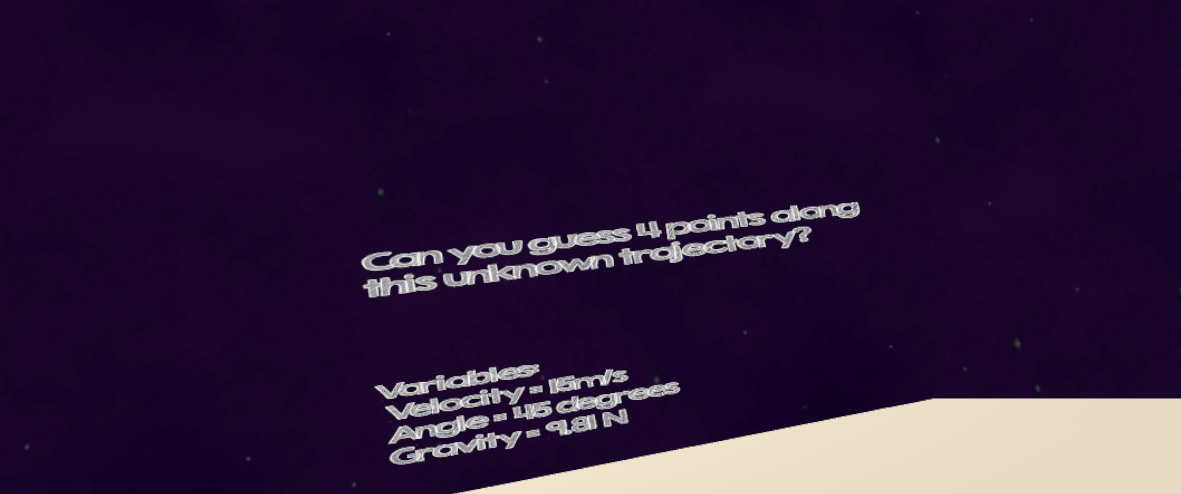 Can you guess 4 points along
this unknown trajectory?
Variables:
Velocity = 15m/s
Angle = 45 degrees
Gravity = 9.81 N